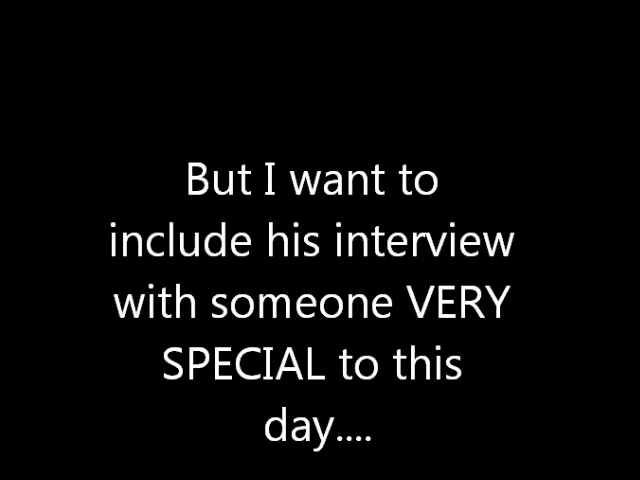 But I want to
include his interview
with someone VERY
SPECIAL to this
day....